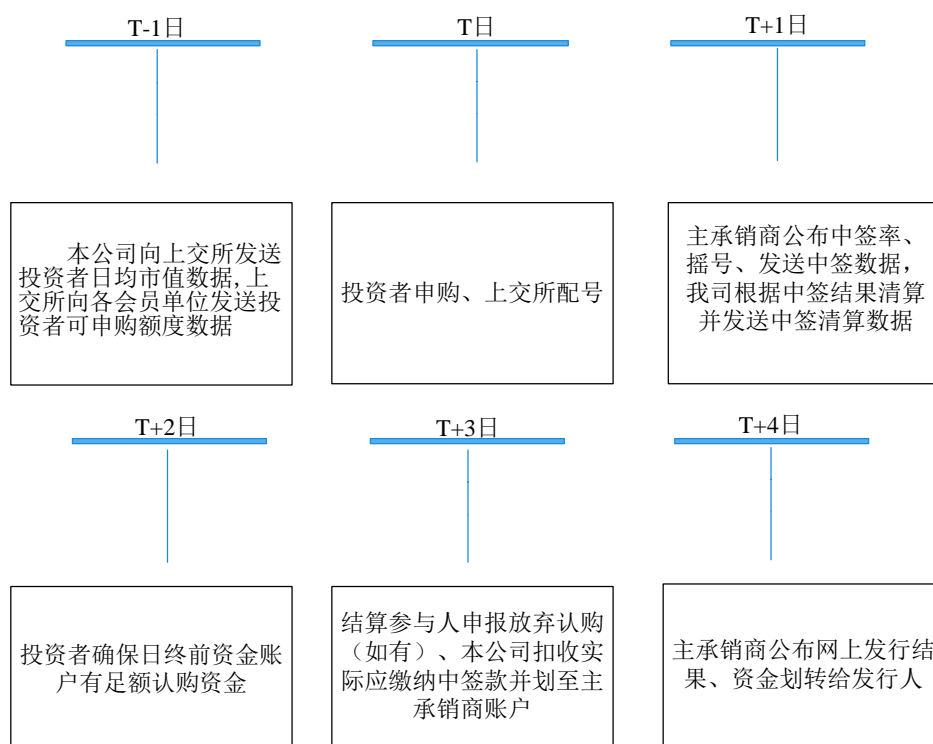 T-1日
T日
T+1日
本公司向上交所发送
投资者日均市值数据,上
交所向各会员单位发送投
资者可申购额度数据
投资者申购、上交所配号
主承销商公布中签率、
摇号、发送中签数据，
我司根据中签结果清算
并发送中签清算数据
T+2日
T+3日
T+4日
投资者确保日终前资金账
户有足额认购资金
结算参与人申报放弃认购
（如有）、本公司扣收实
际应缴纳中签款并划至主
承销商账户
主承销商公布网上发行结
果、资金划转给发行人